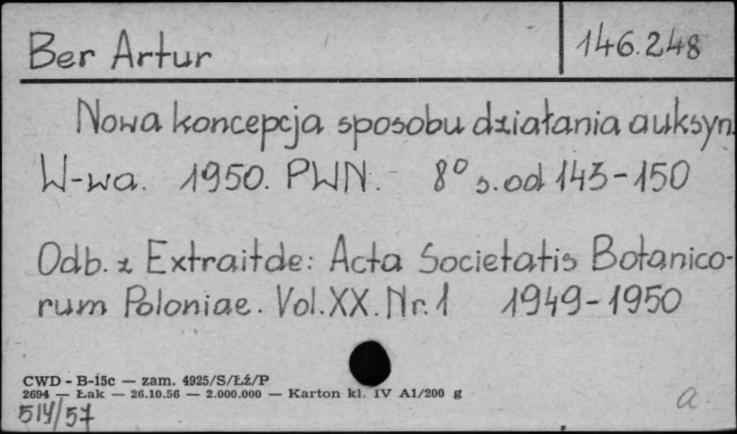 Ber Artur 146.248
Nowa koncepcja sposobu działania auksyn.
W-wa. 1950. PWN. 8° s. od 143-150
Odb. z Extraitde: Acta Societatis Botanico-
rum Poloniae. Vol. XX. Nr. 1 1949-1950
CWD - B-15c — zam. 4925/S/Łź/P
2694 — Łak — 26.10.56 — 2.000.000 — Karton kl. IV A1/200 g
514/57
a